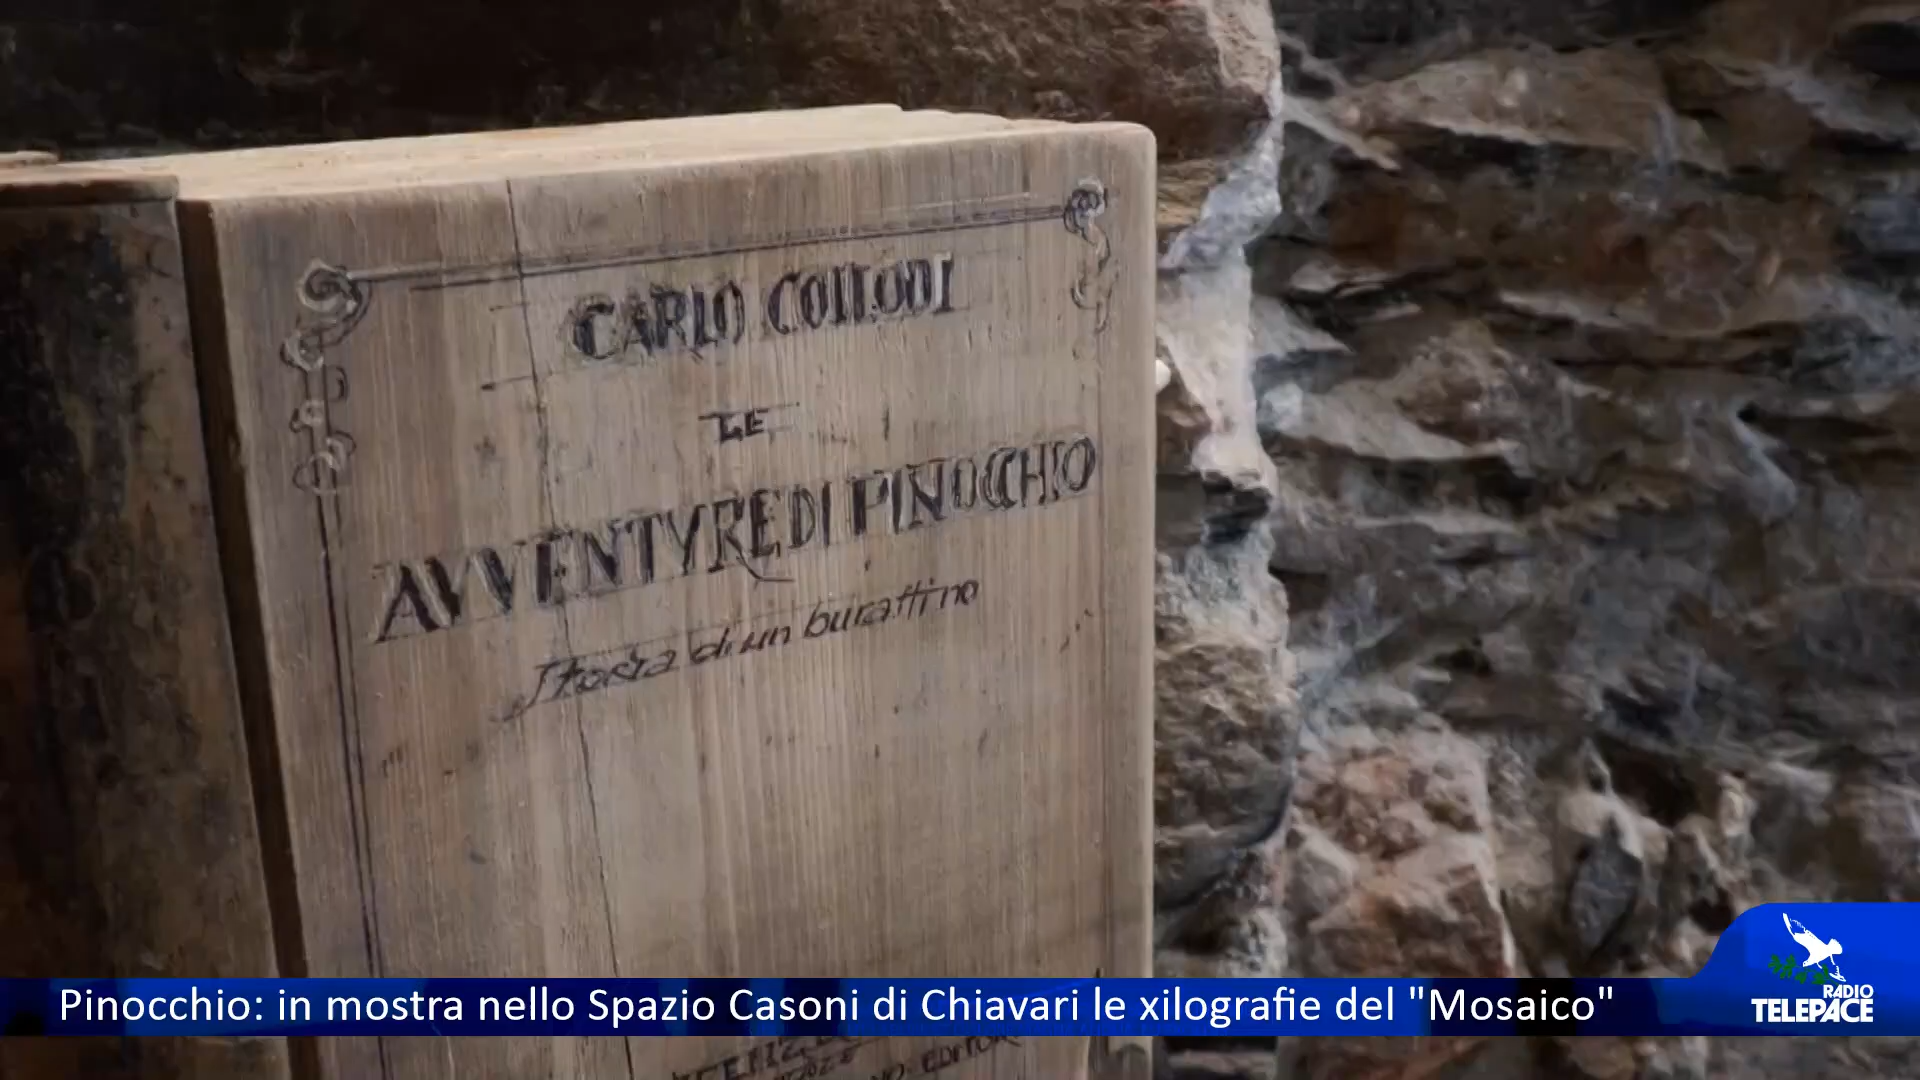 CARLO COLLODI
LE
AVVENTVRE DI PINOCCHIO
Storia di un burattino
Pinocchio: in mostra nello Spazio Casoni di Chiavari le xilografie del "Mosaico"
RADIO
TELEPACE